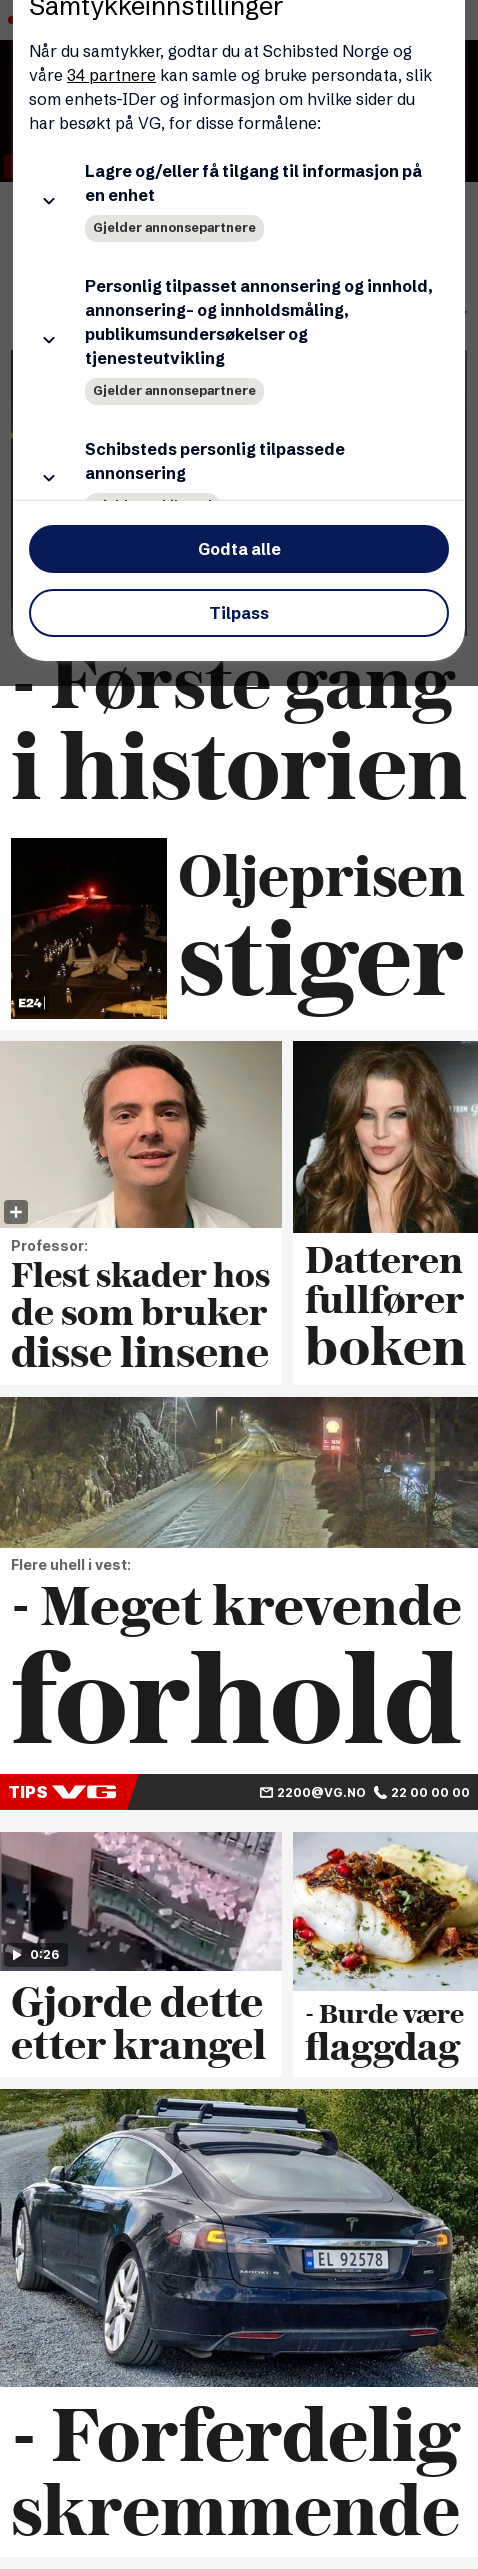 Samtykkeinnstillinger
Når du samtykker, godtar du at Schibsted Norge og
våre 34 partnere kan samle og bruke persondata, slik
som enhets-IDer og informasjon om hvilke sider du
har besøkt på VG, for disse formålene:
Lagre og/eller få tilgang til informasjon på
en enhet
Gjelder annonsepartnere
Personlig tilpasset annonsering og innhold,
annonsering- og innholdsmåling,
publikumsundersøkelser og
tjenesteutvikling
Gjelder annonsepartnere
Schibsteds personlig tilpassede
annonsering
Godta alle
Tilpass
- Første gang
i historien
Oljeprisen
stiger
E24
Professor:
Flest skader hos
de som bruker
disse linsene
Datteren
fullfører
boken
Flere uhell i vest:
- Meget krevende
forhold
TIPS VG
2200@VG.NO 22 00 00 00
0:26
Gjorde dette
etter krangel
- Burde være
flaggdag
EL 92578
MODEL S
- Forferdelig
skremmende